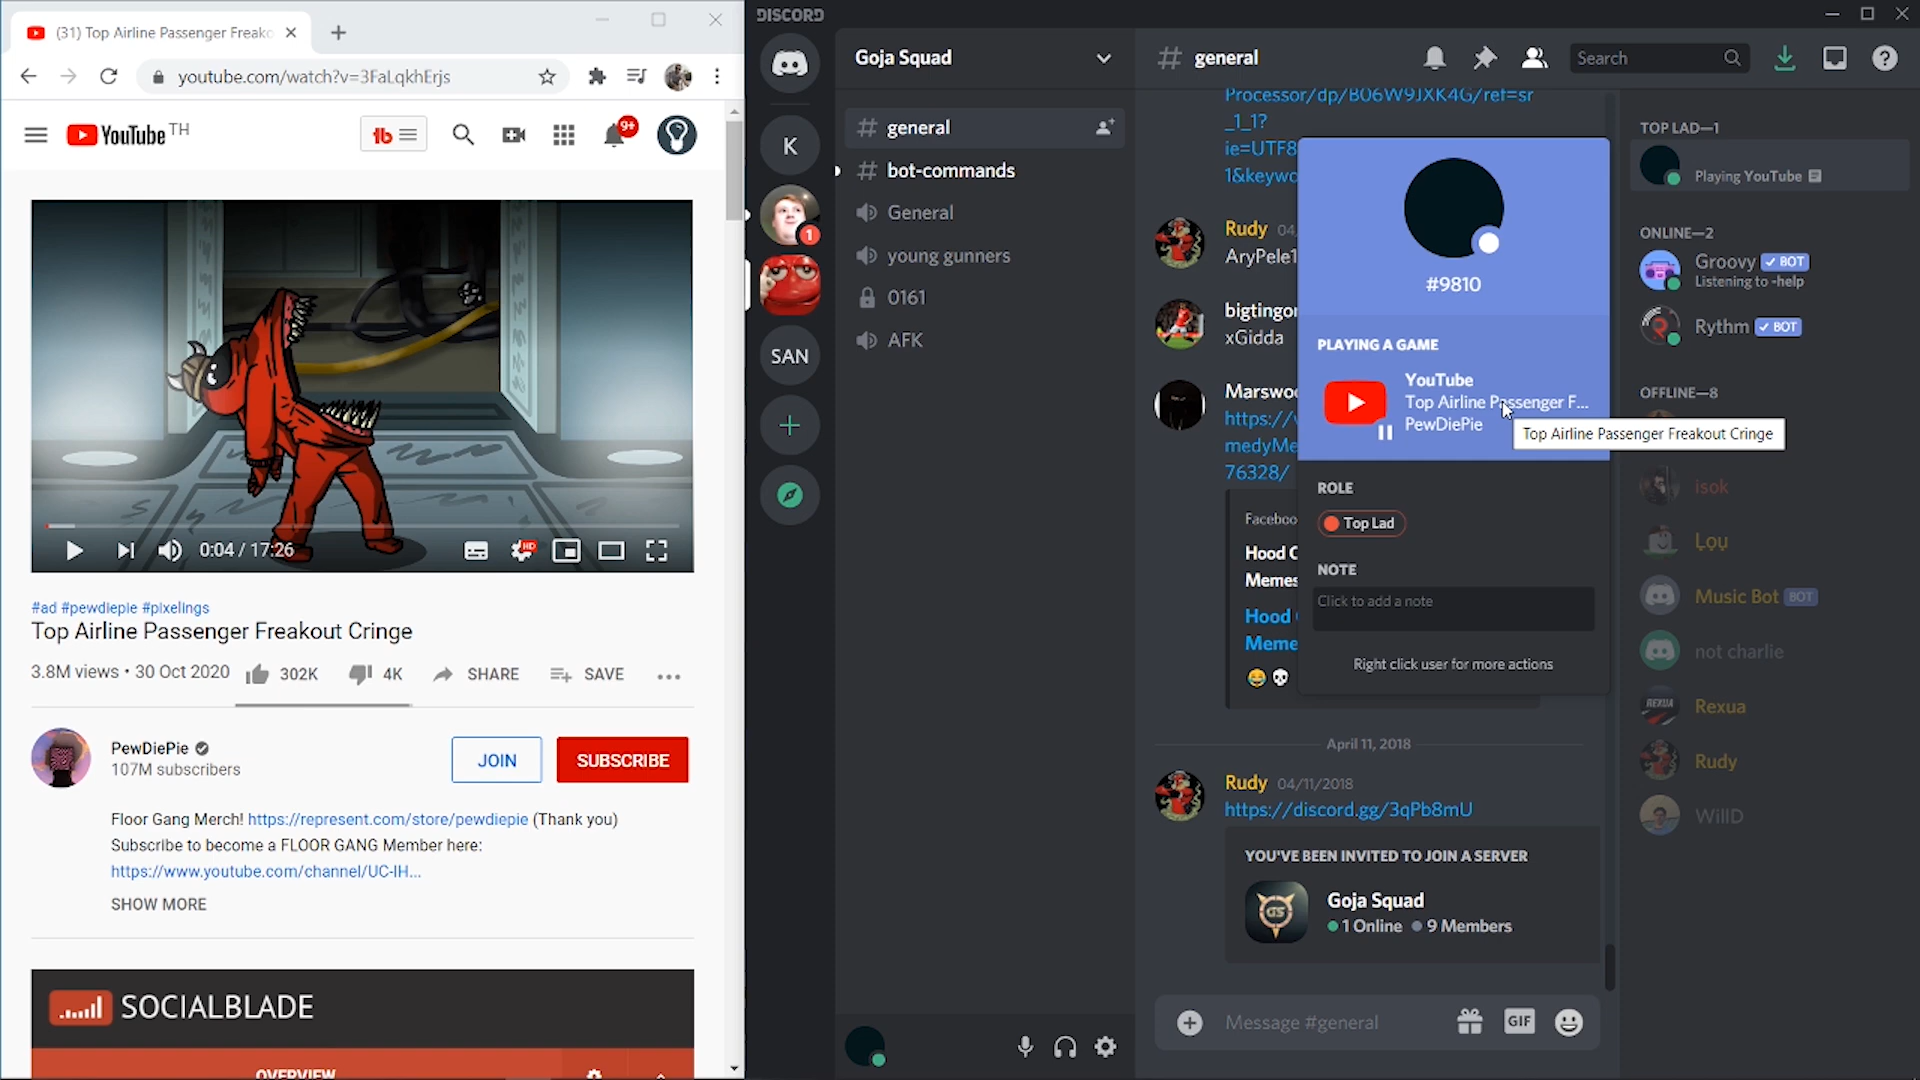 (31) Top Airline Passenger Freako
youtube.com/watch?v=3FaLqkhErjs
YouTube TH
9+
0:04 / 17:26
HD
#ad #pewdiepie #pixelings
Top Airline Passenger Freakout Cringe
3.8M views • 30 Oct 2020
302K
4K
SHARE
SAVE
PewDiePie
107M subscribers
JOIN
SUBSCRIBE
Floor Gang Merch! https://represent.com/store/pewdiepie (Thank you)
Subscribe to become a FLOOR GANG Member here:
https://www.youtube.com/channel/UC-lH...
SHOW MORE
SOCIALBLADE
OVERVIEW
DISCORD
K
1
SAN
Goja Squad
general
bot-commands
General
young gunners
0161
AFK
general
Search
Processor/dp/B06W9JXK4G/ref=sr
_1_1?
ie=UTF8
1&keywo
Rudy 04
AryPele1
bigtingo
xGidda
Marswo
https://
medyMe
76328/
Faceboo
Hood C
Memes
Hood
Meme
April 11, 2018
Rudy 04/11/2018
https://discord.gg/3qPb8mU
YOU'VE BEEN INVITED TO JOIN A SERVER
GS
Goja Squad
1 Online 9 Members
Message #general
GIF
#9810
PLAYING A GAME
YouTube
Top Airline Passenger F...
PewDiePie
Top Airline Passenger Freakout Cringe
ROLE
Top Lad
NOTE
Click to add a note
Right click user for more actions
TOP LAD—1
Playing YouTube
ONLINE—2
Groovy BOT
Listening to -help
Rythm BOT
OFFLINE—8
isok
Lou
Music Bot BOT
not charlie
REXUA
Rexua
Rudy
WillD